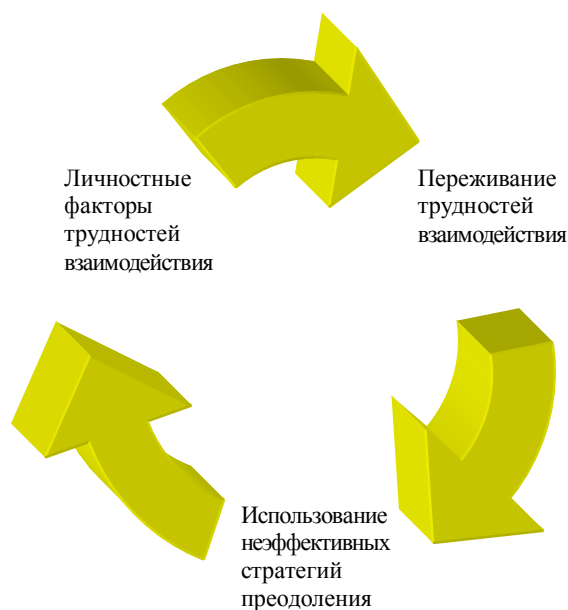 Личностные
факторы
трудностей
взаимодействия
Переживание
трудностей
взаимодействия
Использование
неэффективных
стратегий
преодоления